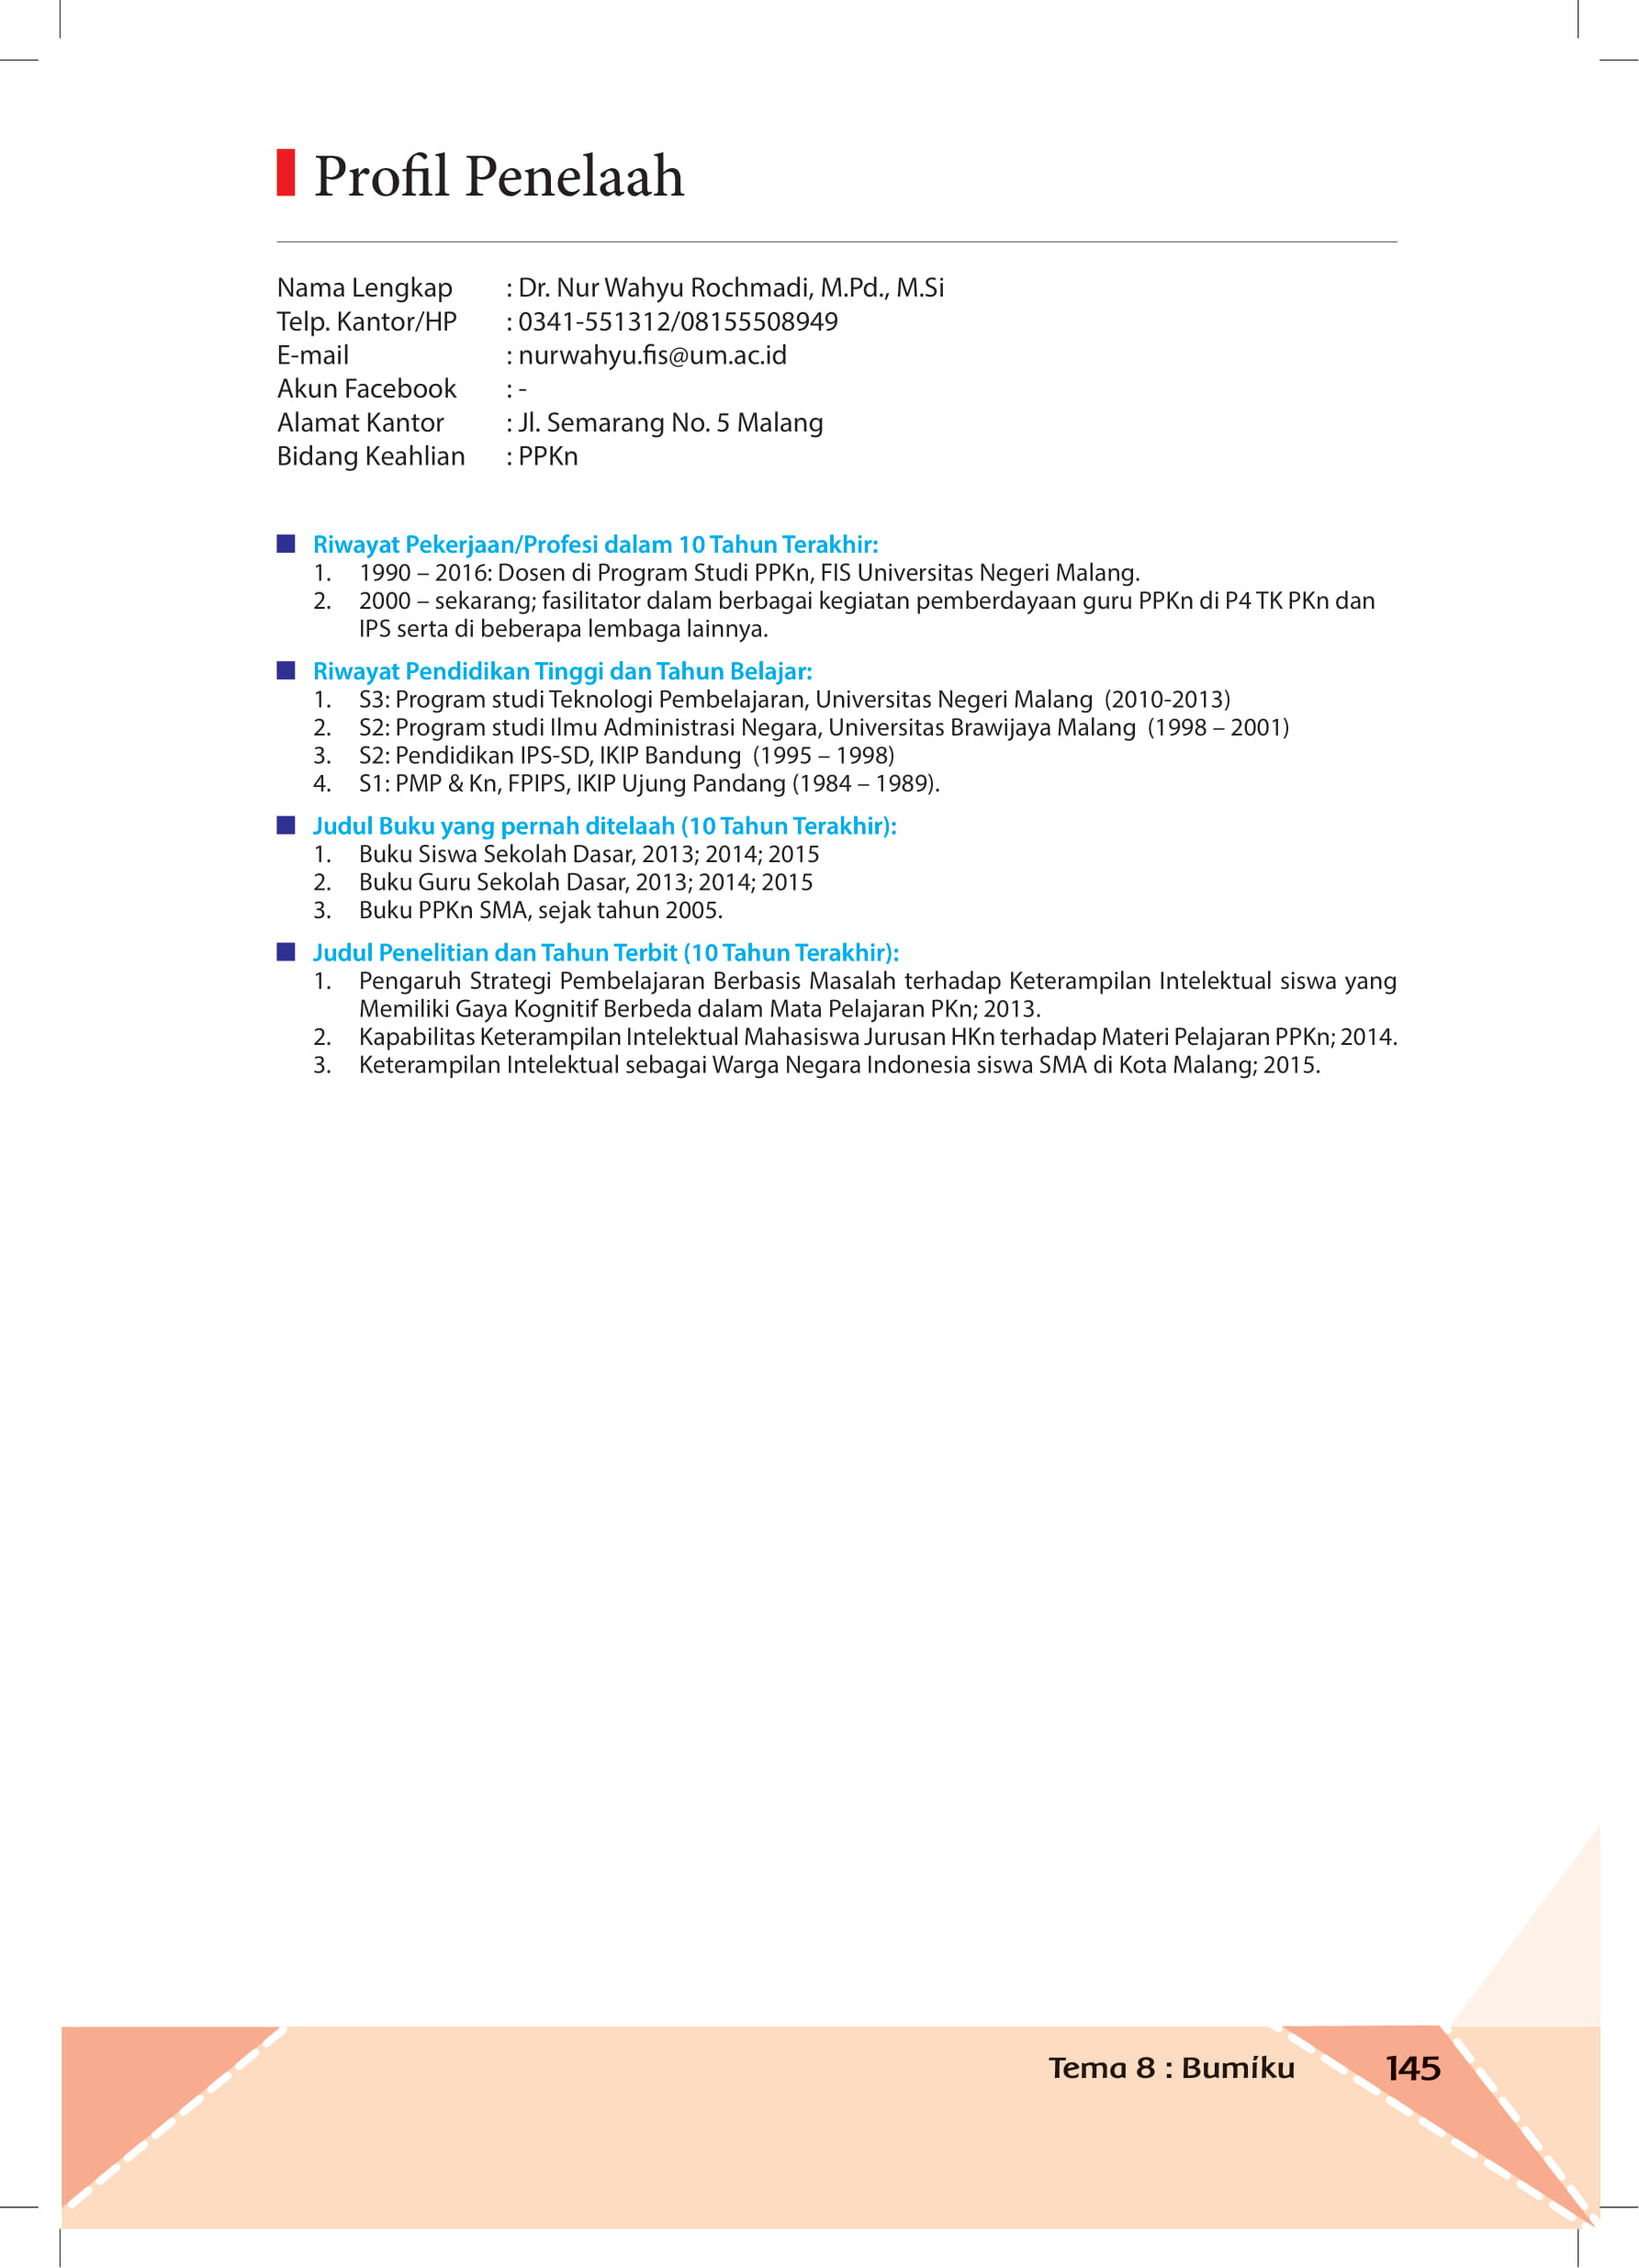 Profil Penelaah
Nama Lengkap : Dr. Nur Wahyu Rochmadi, M.Pd., M.Si
Telp. Kantor/HP : 0341-551312/08155508949
E-mail : nurwahyu.fis@um.ac.id
Akun Facebook : -
Alamat Kantor : Jl. Semarang No. 5 Malang
Bidang Keahlian : PPKn
Riwayat Pekerjaan/Profesi dalam 10 Tahun Terakhir:
1. 1990 – 2016: Dosen di Program Studi PPKn, FIS Universitas Negeri Malang.
2. 2000 – sekarang; fasilitator dalam berbagai kegiatan pemberdayaan guru PPKn di P4 TK PKn dan
IPS serta di beberapa lembaga lainnya.
Riwayat Pendidikan Tinggi dan Tahun Belajar:
1. S3: Program studi Teknologi Pembelajaran, Universitas Negeri Malang (2010-2013)
2. S2: Program studi Ilmu Administrasi Negara, Universitas Brawijaya Malang (1998 – 2001)
3. S2: Pendidikan IPS-SD, IKIP Bandung (1995 – 1998)
4. S1: PMP & Kn, FPIPS, IKIP Ujung Pandang (1984 – 1989).
Judul Buku yang pernah ditelaah (10 Tahun Terakhir):
1. Buku Siswa Sekolah Dasar, 2013; 2014; 2015
2. Buku Guru Sekolah Dasar, 2013; 2014; 2015
3. Buku PPKn SMA, sejak tahun 2005.
Judul Penelitian dan Tahun Terbit (10 Tahun Terakhir):
1. Pengaruh Strategi Pembelajaran Berbasis Masalah terhadap Keterampilan Intelektual siswa yang
Memiliki Gaya Kognitif Berbeda dalam Mata Pelajaran PKn; 2013.
2. Kapabilitas Keterampilan Intelektual Mahasiswa Jurusan HKn terhadap Materi Pelajaran PPKn; 2014.
3. Keterampilan Intelektual sebagai Warga Negara Indonesia siswa SMA di Kota Malang; 2015.
Tema 8 : Bumiku 145